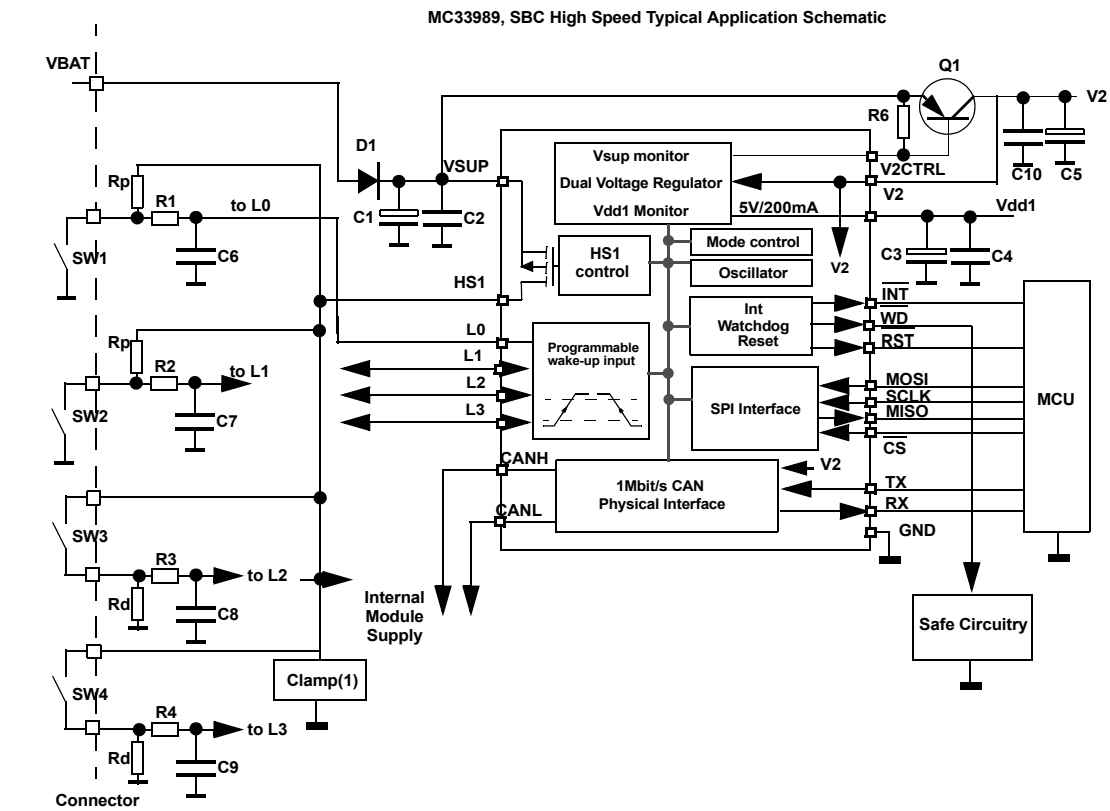 MC33989, SBC High Speed Typical Application Schematic
VBAT
Q1
V2
R6
D1
VSUP
Vsup monitor
Dual Voltage Regulator
Vdd1 Monitor
V2CTRL
V2
C10
C5
Rp
R1
to L0
C1
C2
5V/200mA
Vdd1
SW1
C6
HS1
control
Mode control
Oscillator
V2
C3
C4
HS1
INT
Int
Watchdog
Reset
WD
RST
Rp
L0
L1
L2
L3
Programmable
wake-up input
R2
to L1
SW2
C7
SPI Interface
MOSI
SCLK
MISO
CS
MCU
CANH
CANL
1Mbit/s CAN
Physical Interface
V2
TX
RX
GND
SW3
R3
to L2
Rd
C8
Internal
Module
Supply
Safe Circuitry
SW4
Clamp(1)
R4
to L3
Rd
C9
Connector